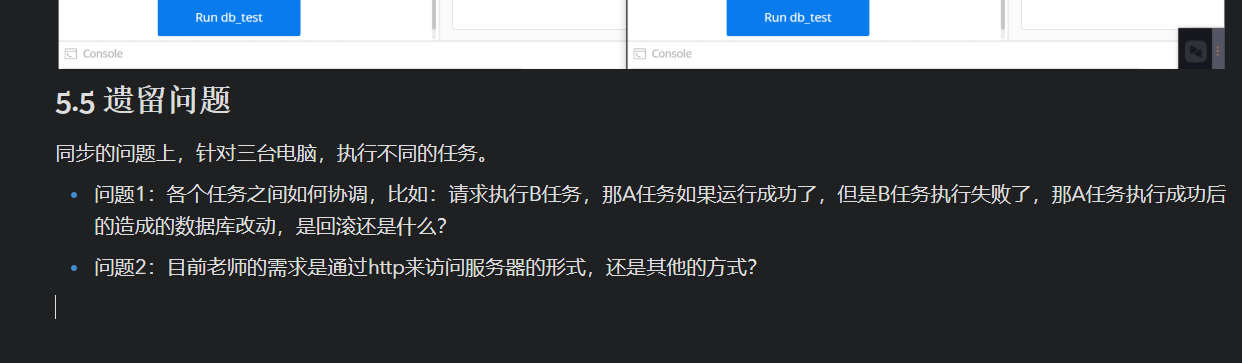 Run db_test
Run db_test
Console
Console
5.5 遗留问题
同步的问题上，针对三台电脑，执行不同的任务。
问题1：各个任务之间如何协调，比如：请求执行B任务，那A任务如果运行成功了，但是B任务执行失败了，那A任务执行成功后
的造成的数据库改动，是回滚还是什么？
问题2：目前老师的需求是通过http来访问服务器的形式，还是其他的方式？